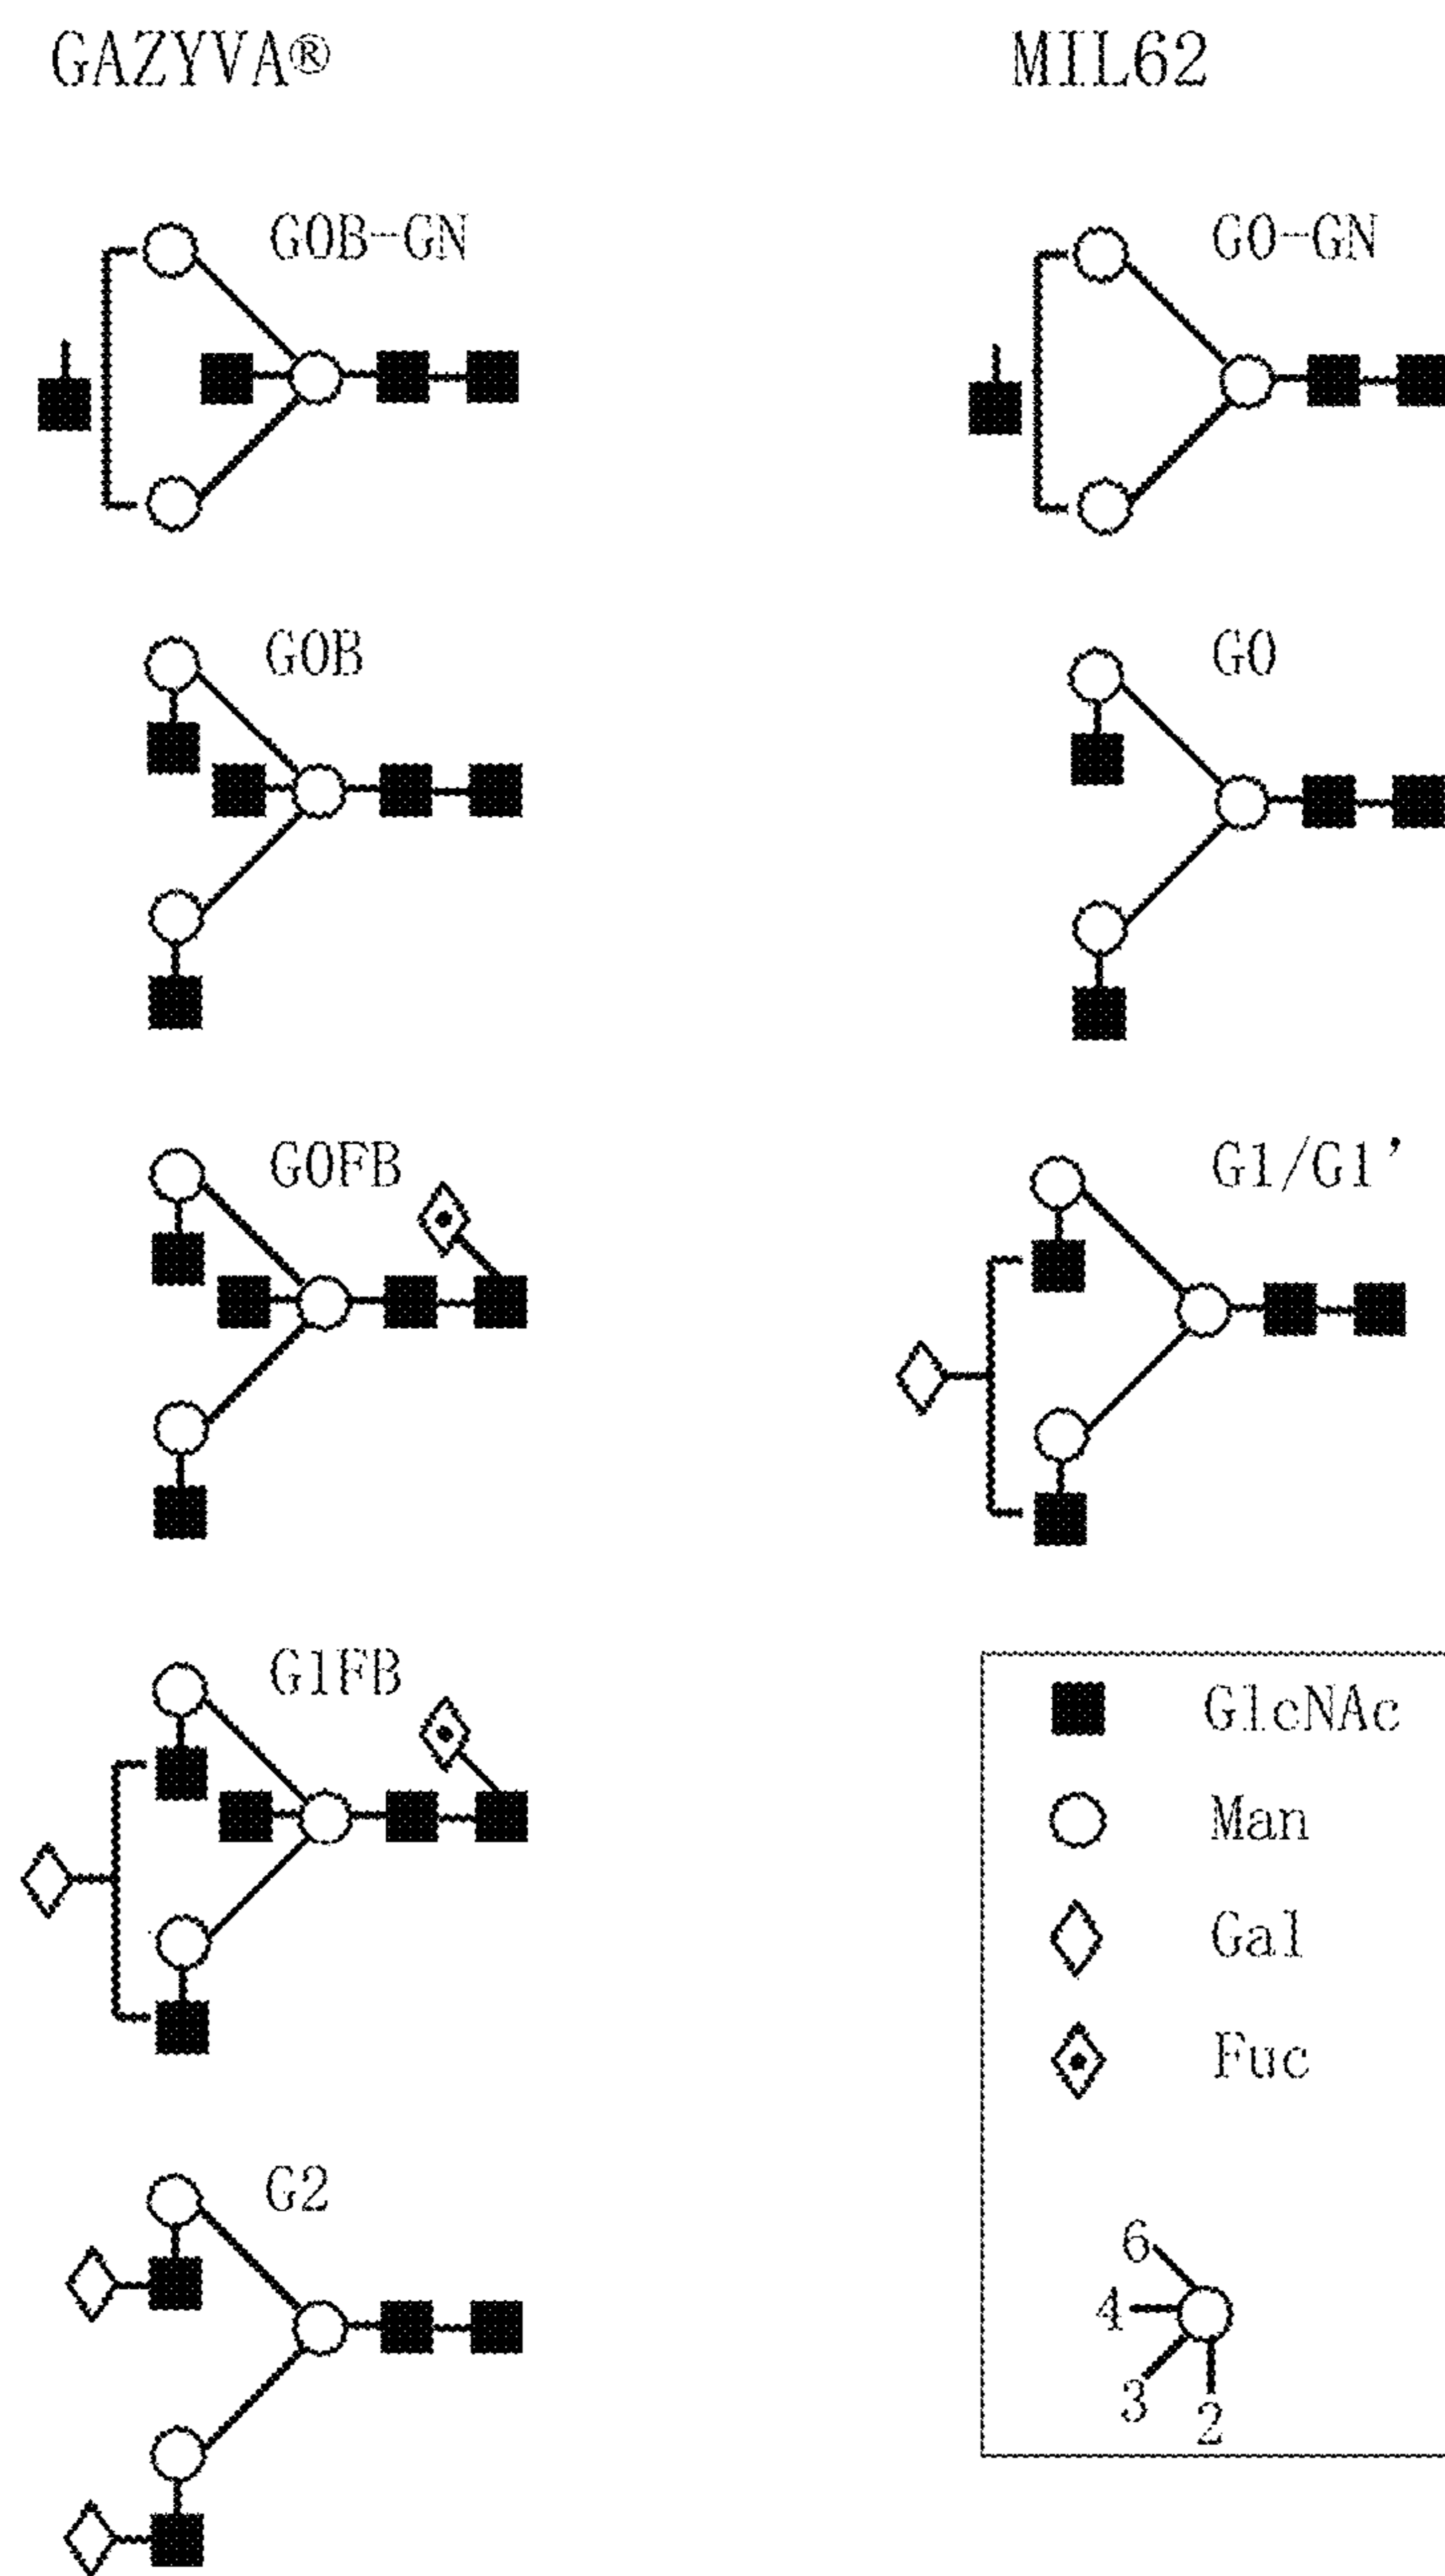 GAZYVA® MIL62
G0B-GN G0-GN
G0B G0
G0FB G1/G1’
G1FB
GlcNAc
Man
Gal
Fuc
G2
6
4
3
2